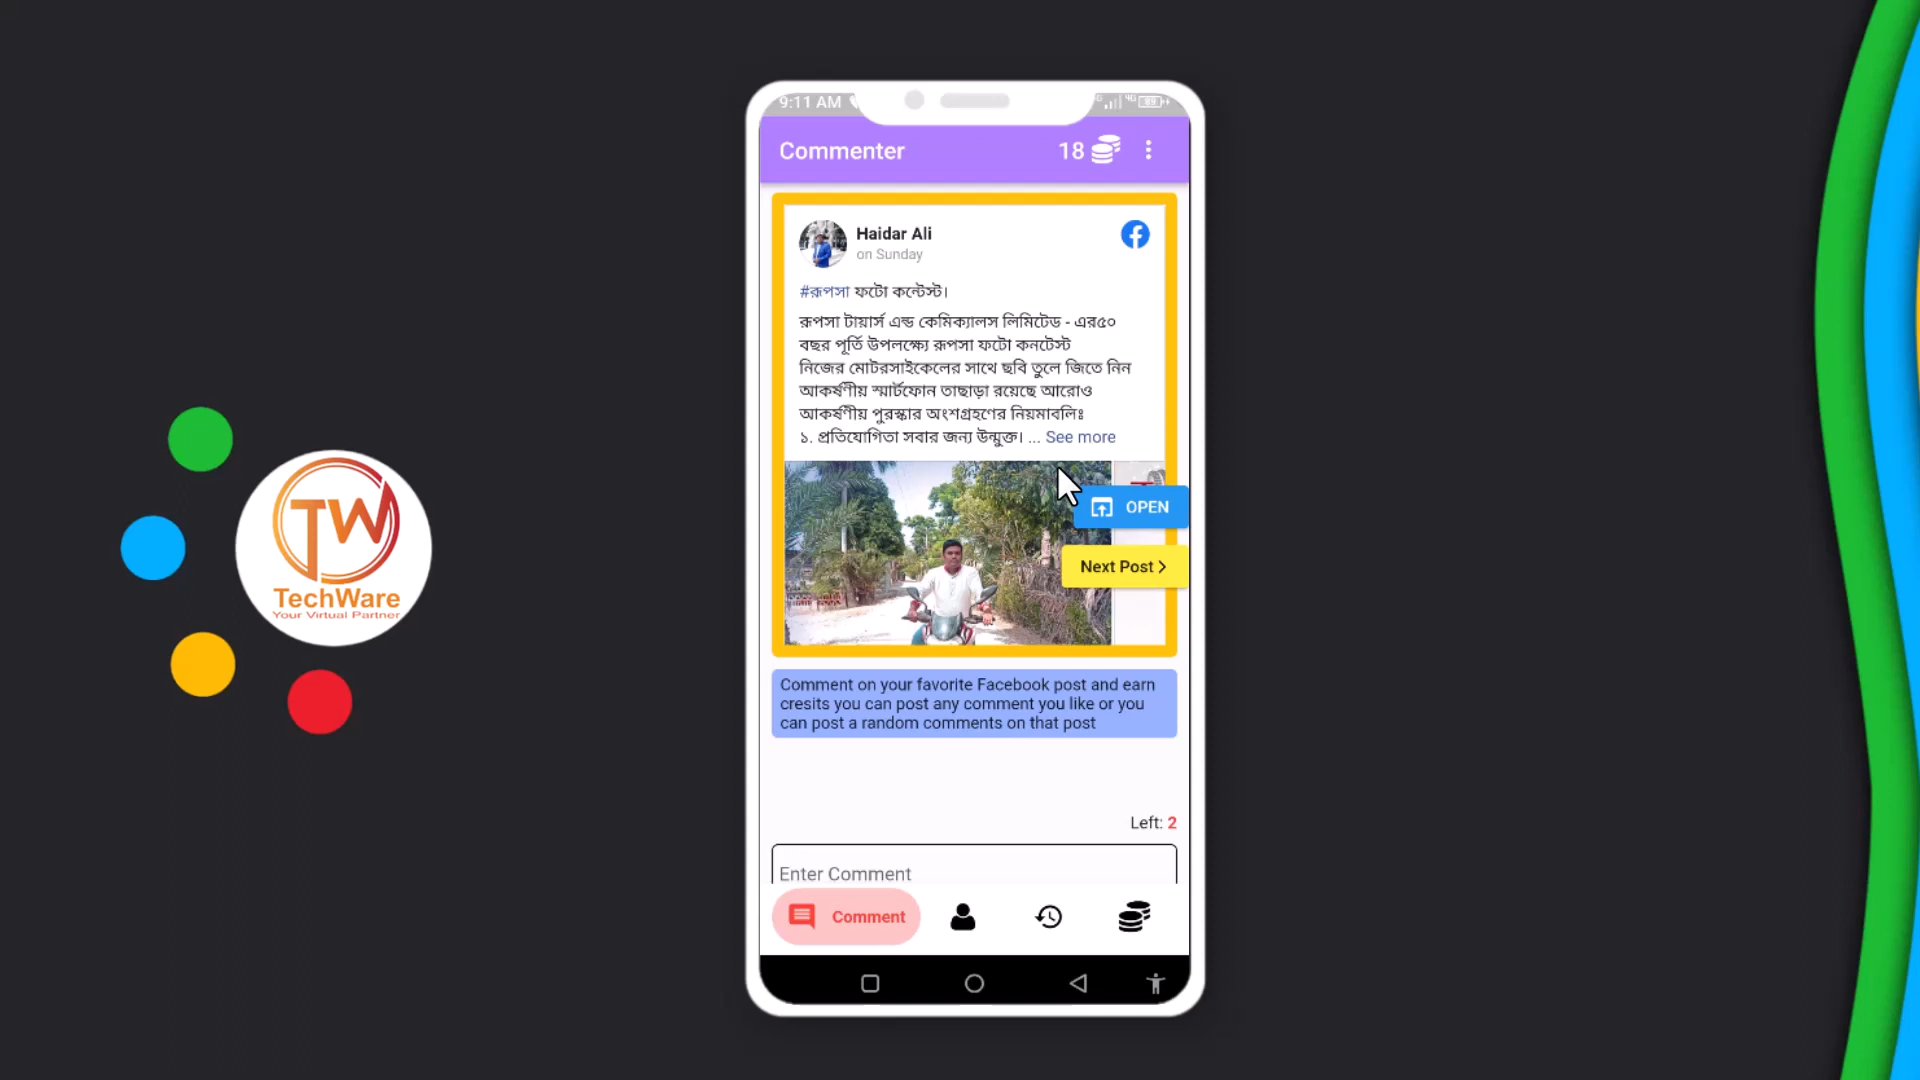 9:11 AM
4G
89
Commenter
18
Haidar Ali
on Sunday
#রূপসা ফটো কন্টেস্ট।
রূপসা টায়ার্স এন্ড কেমিক্যালস লিমিটেড - এর৫০
বছর পূর্তি উপলক্ষ্যে রূপসা ফটো কনটেস্ট
নিজের মোটরসাইকেলের সাথে ছবি তুলে জিতে নিন
আকর্ষণীয় স্মার্টফোন তাছাড়া রয়েছে আরোও
আকর্ষণীয় পুরস্কার অংশগ্রহণের নিয়মাবলিঃ
১. প্রতিযোগিতা সবার জন্য উন্মুক্ত। ... See more
OPEN
Next Post
TW
TechWare
Your Virtual Partner
Comment on your favorite Facebook post and earn
cresits you can post any comment you like or you
can post a random comments on that post
Left: 2
Enter Comment
Comment